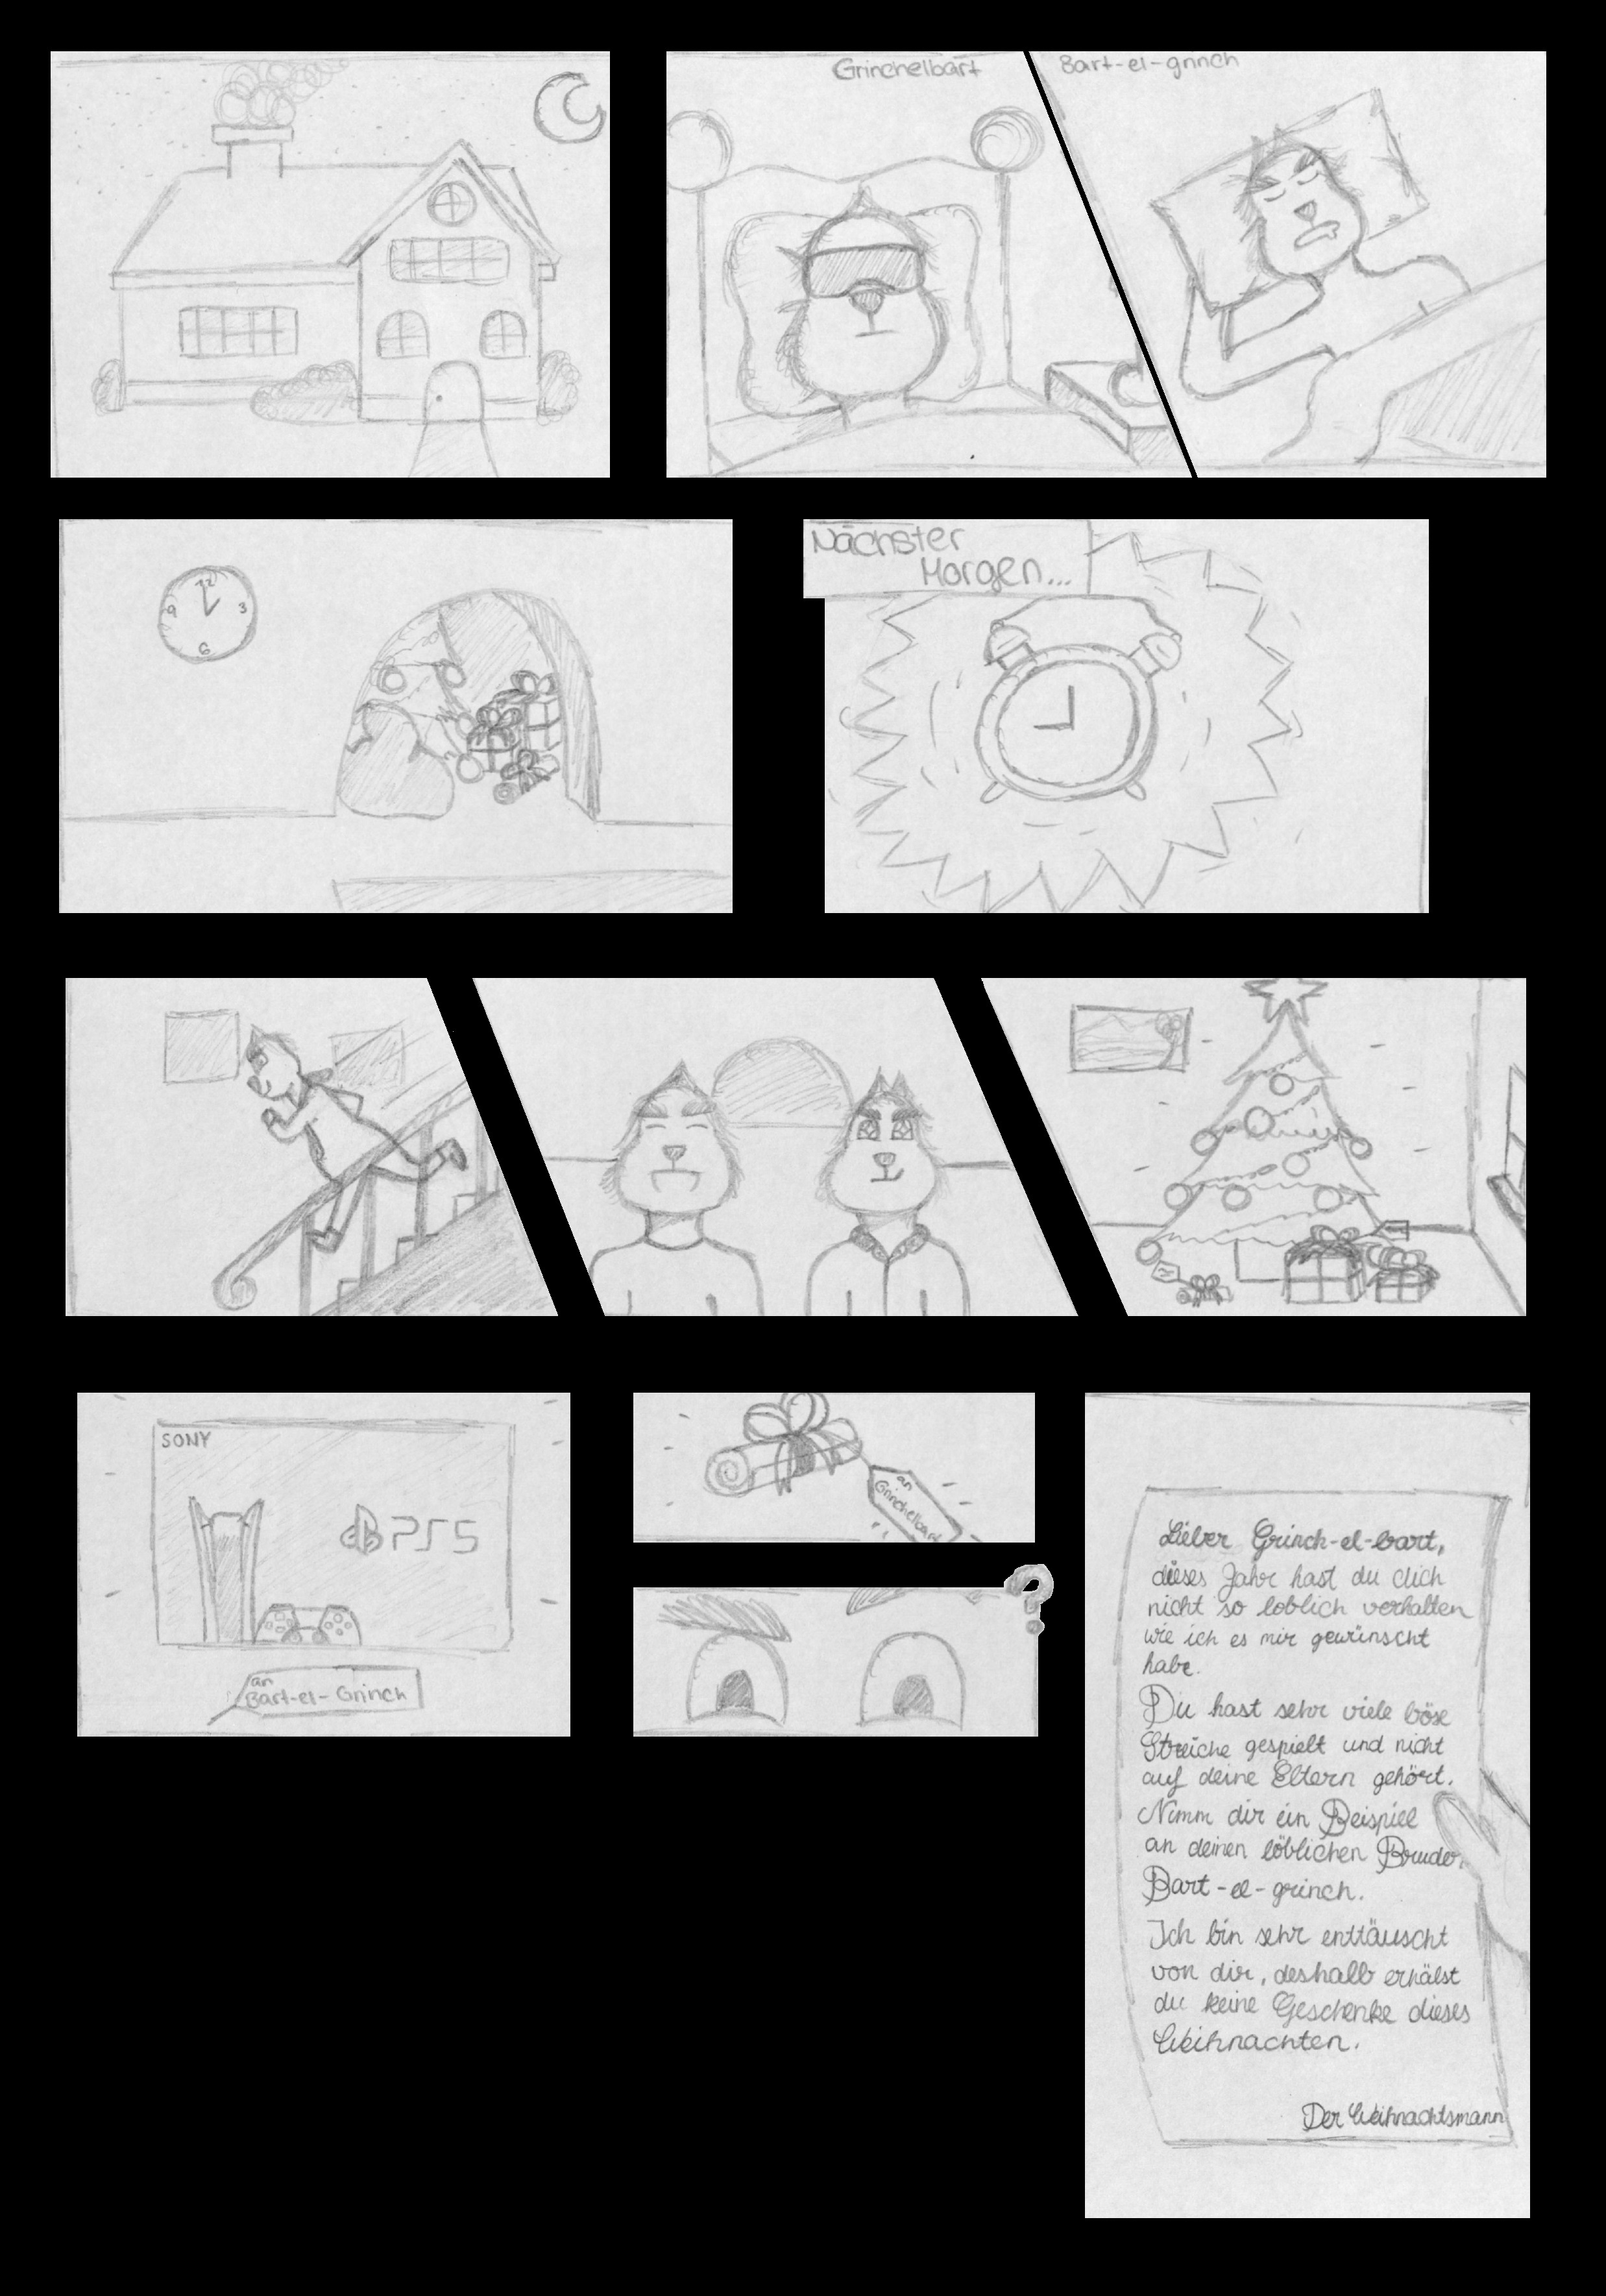 Grinchelbart
Bart-el-grinch
12
9
3
6
Nächster
Morgen...
SONY
PS5
an
Bart-el-Grinch
an
Grinchelbart
?
Lieber Grinch-el-bart,
dieses Jahr hast du dich
nicht so löblich verhalten
wie ich es mir gewünscht
habe.
Du hast sehr viele böse
Streiche gespielt und nicht
auf deine Eltern gehört.
Nimm dir ein Beispiel
an deinen löblichen Bruder,
Bart-el-grinch.
Ich bin sehr enttäuscht
von dir, deshalb erhälst
du keine Geschenke dieses
Weihnachten.
Der Weihnachtsmann